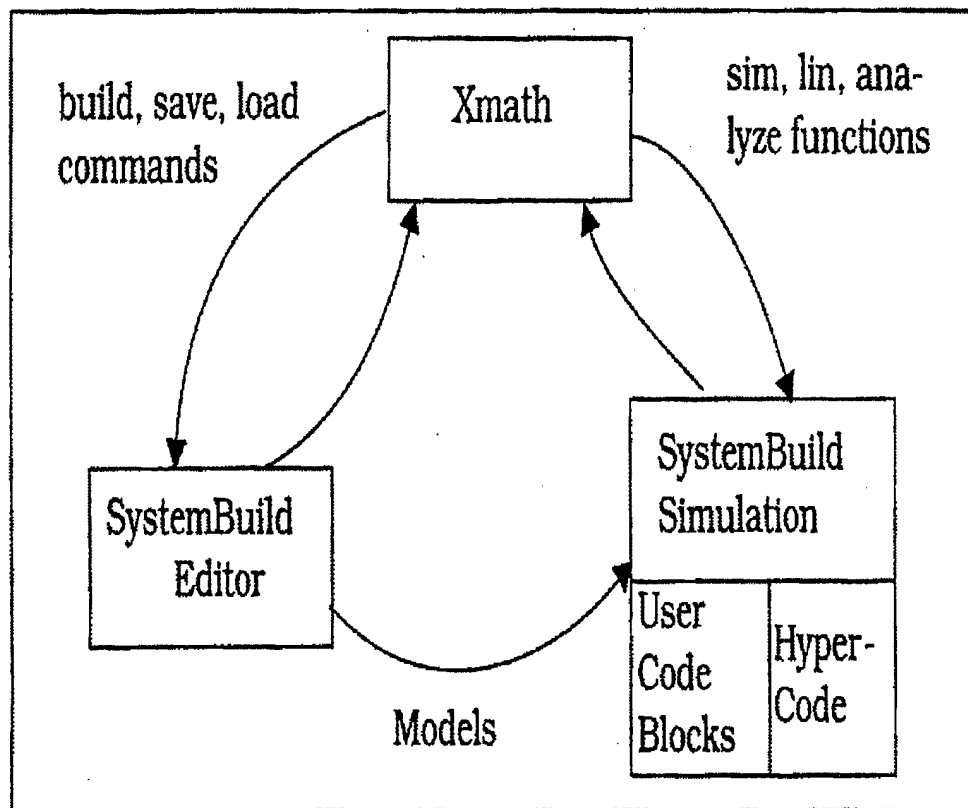 build, save, load
commands
Xmath
sim, lin, ana-
lyze functions
SystemBuild
Editor
SystemBuild
Simulation
User
Code
Blocks
Hyper-
Code
Models